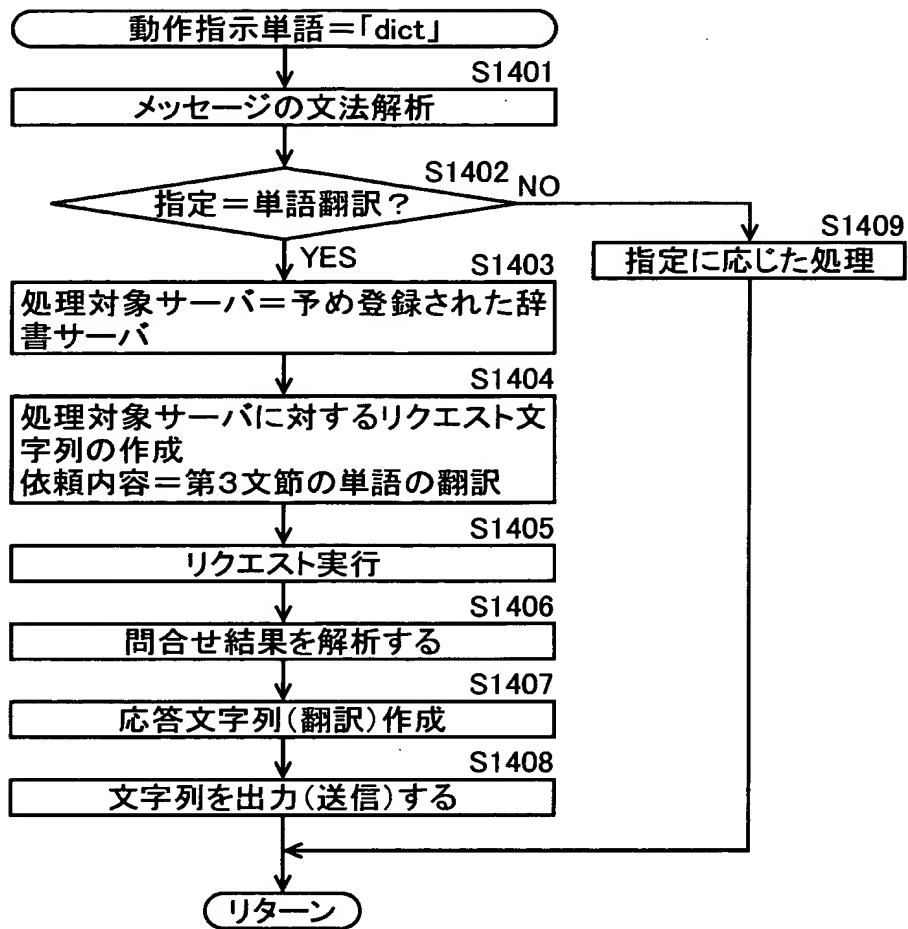 動作指示単語＝「dict」
S1401
メッセージの文法解析
S1402
指定＝単語翻訳？
NO
YES
S1409
指定に応じた処理
S1403
処理対象サーバ＝予め登録された辞
書サーバ
S1404
処理対象サーバに対するリクエスト文
字列の作成
依頼内容＝第３文節の単語の翻訳
S1405
リクエスト実行
S1406
問合せ結果を解析する
S1407
応答文字列（翻訳）作成
S1408
文字列を出力（送信）する
リターン